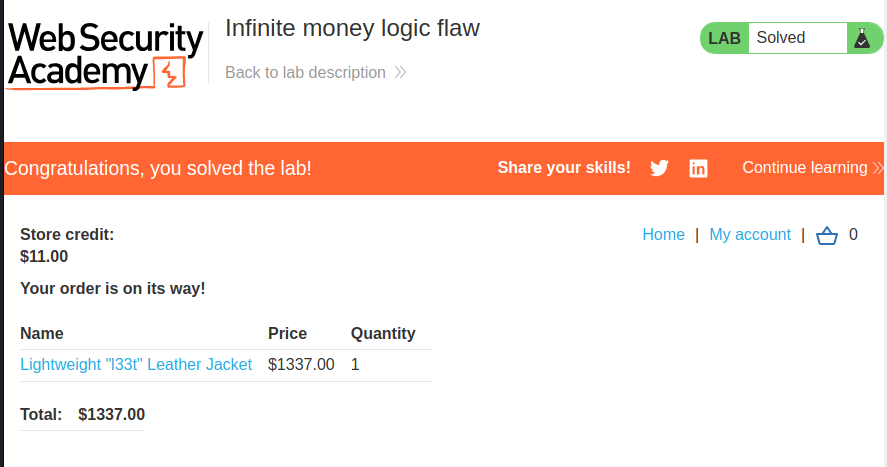 Web Security
Academy
Infinite money logic flaw
Back to lab description
LAB Solved
Congratulations, you solved the lab!
Share your skills!
Continue learning
Store credit:
$11.00
Home | My account | 0
Your order is on its way!
Name Price Quantity
Lightweight "l33t" Leather Jacket $1337.00 1
Total: $1337.00